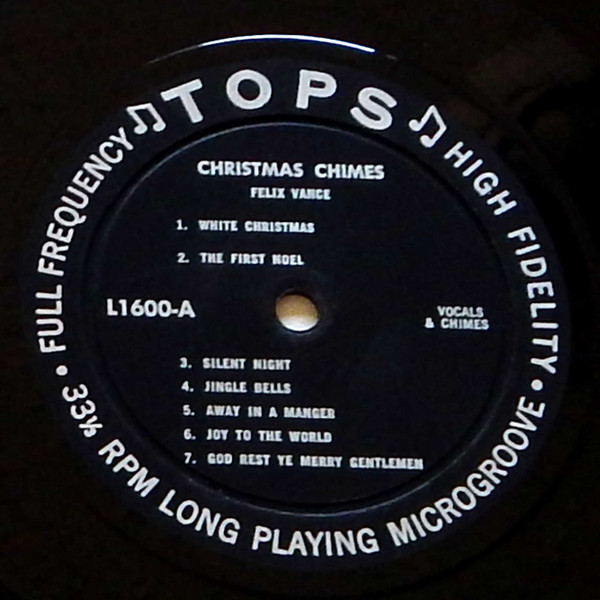 TOPS
FULL FREQUENCY
HIGH FIDELITY
CHRISTMAS CHIMES
FELIX VANCE
1. WHITE CHRISTMAS
2. THE FIRST NOEL
L1600-A
VOCALS
& CHIMES
3. SILENT NIGHT
4. JINGLE BELLS
5. AWAY IN A MANGER
6. JOY TO THE WORLD
7. GOD REST YE MERRY GENTLEMEN
• 33⅓ RPM LONG PLAYING MICROGROOVE •